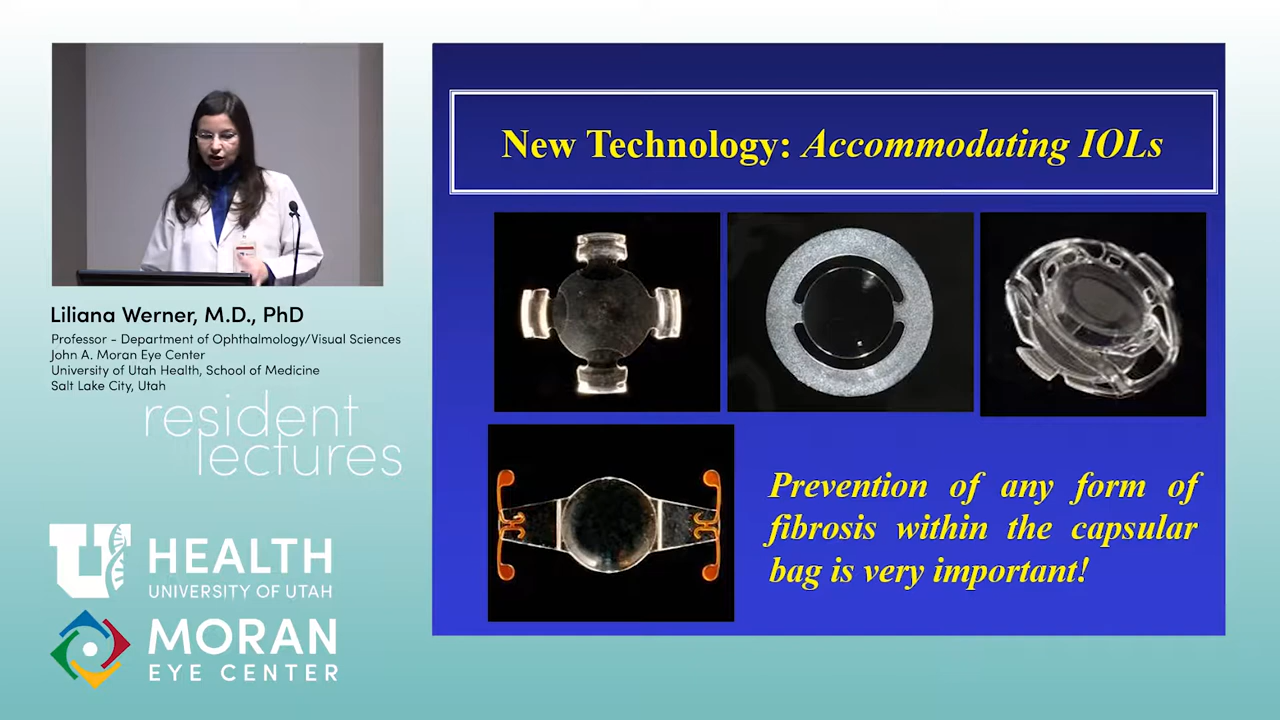 Liliana Werner, M.D., PhD
Professor - Department of Ophthalmology/Visual Sciences
John A. Moran Eye Center
University of Utah Health, School of Medicine
Salt Lake City, Utah
resident
lectures
U HEALTH
UNIVERSITY OF UTAH
MORAN
EYE CENTER
New Technology: Accommodating IOLs
Prevention of any form of
fibrosis within the capsular
bag is very important!